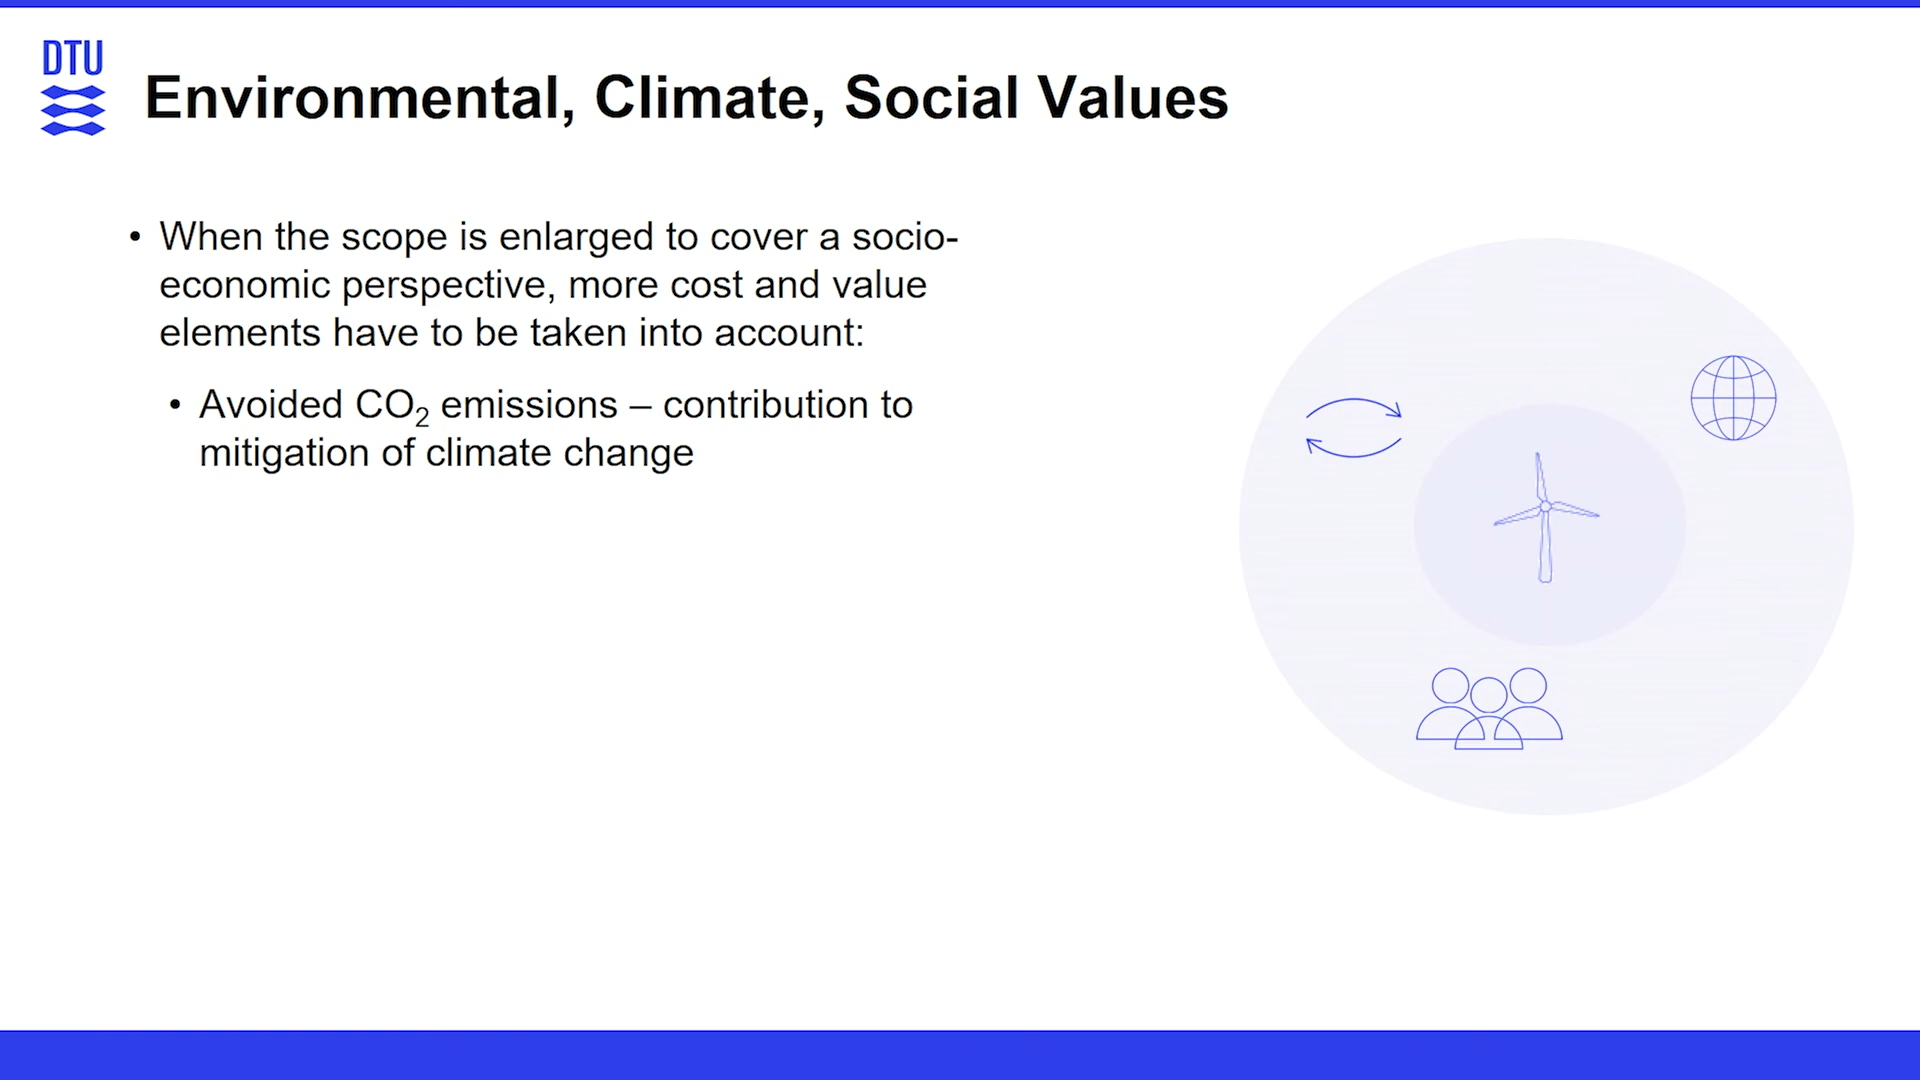 DTU
Environmental, Climate, Social Values
• When the scope is enlarged to cover a socio-
economic perspective, more cost and value
elements have to be taken into account:
• Avoided CO₂ emissions – contribution to
mitigation of climate change